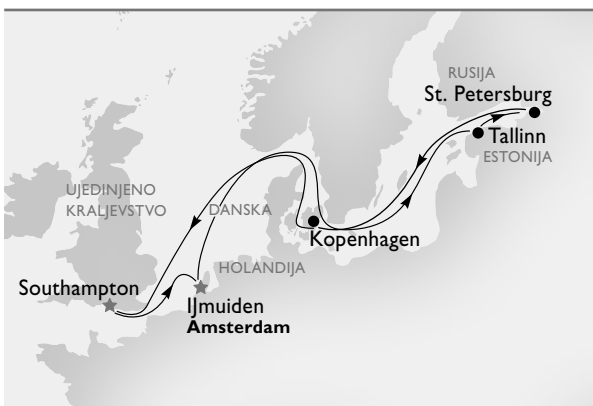 RUSIJA
St. Petersburg
Tallinn
ESTONIJA
UJEDINJENO
KRALJEVSTVO
DANSKA
Kopenhagen
HOLANDIJA
Southampton
IJmuiden
Amsterdam